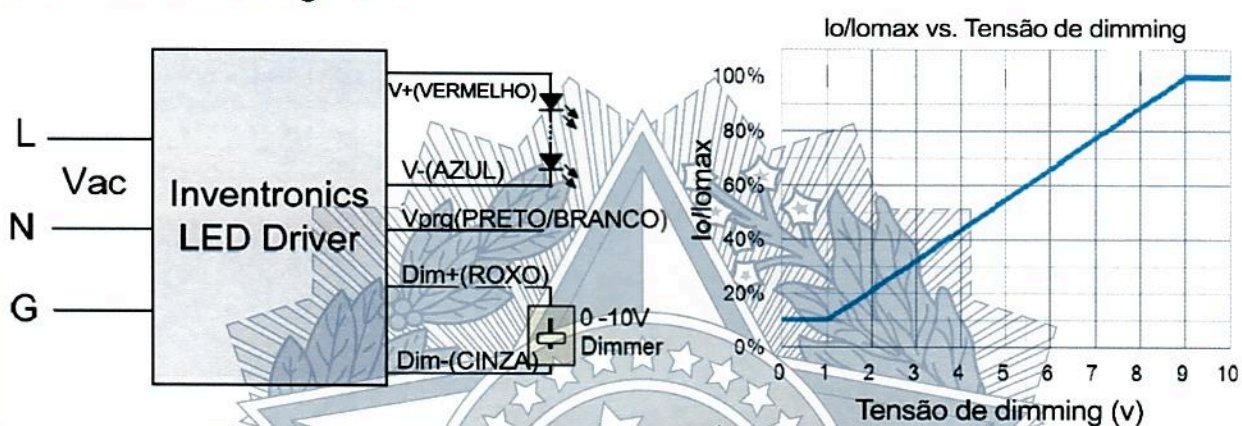 V+(VERMELHO)
L
Vac
V-(AZUL)
Inventronics
LED Driver
Vprg(PRETO/BRANCO)
N
Dim+(ROXO)
G
0 -10V
Dimmer
Dim-(CINZA)
Io/Iomax vs. Tensão de dimming
100%
80%
60%
40%
20%
0%
Io/Iomax
0 1 2 3 4 5 6 7 8 9 10
Tensão de dimming (v)